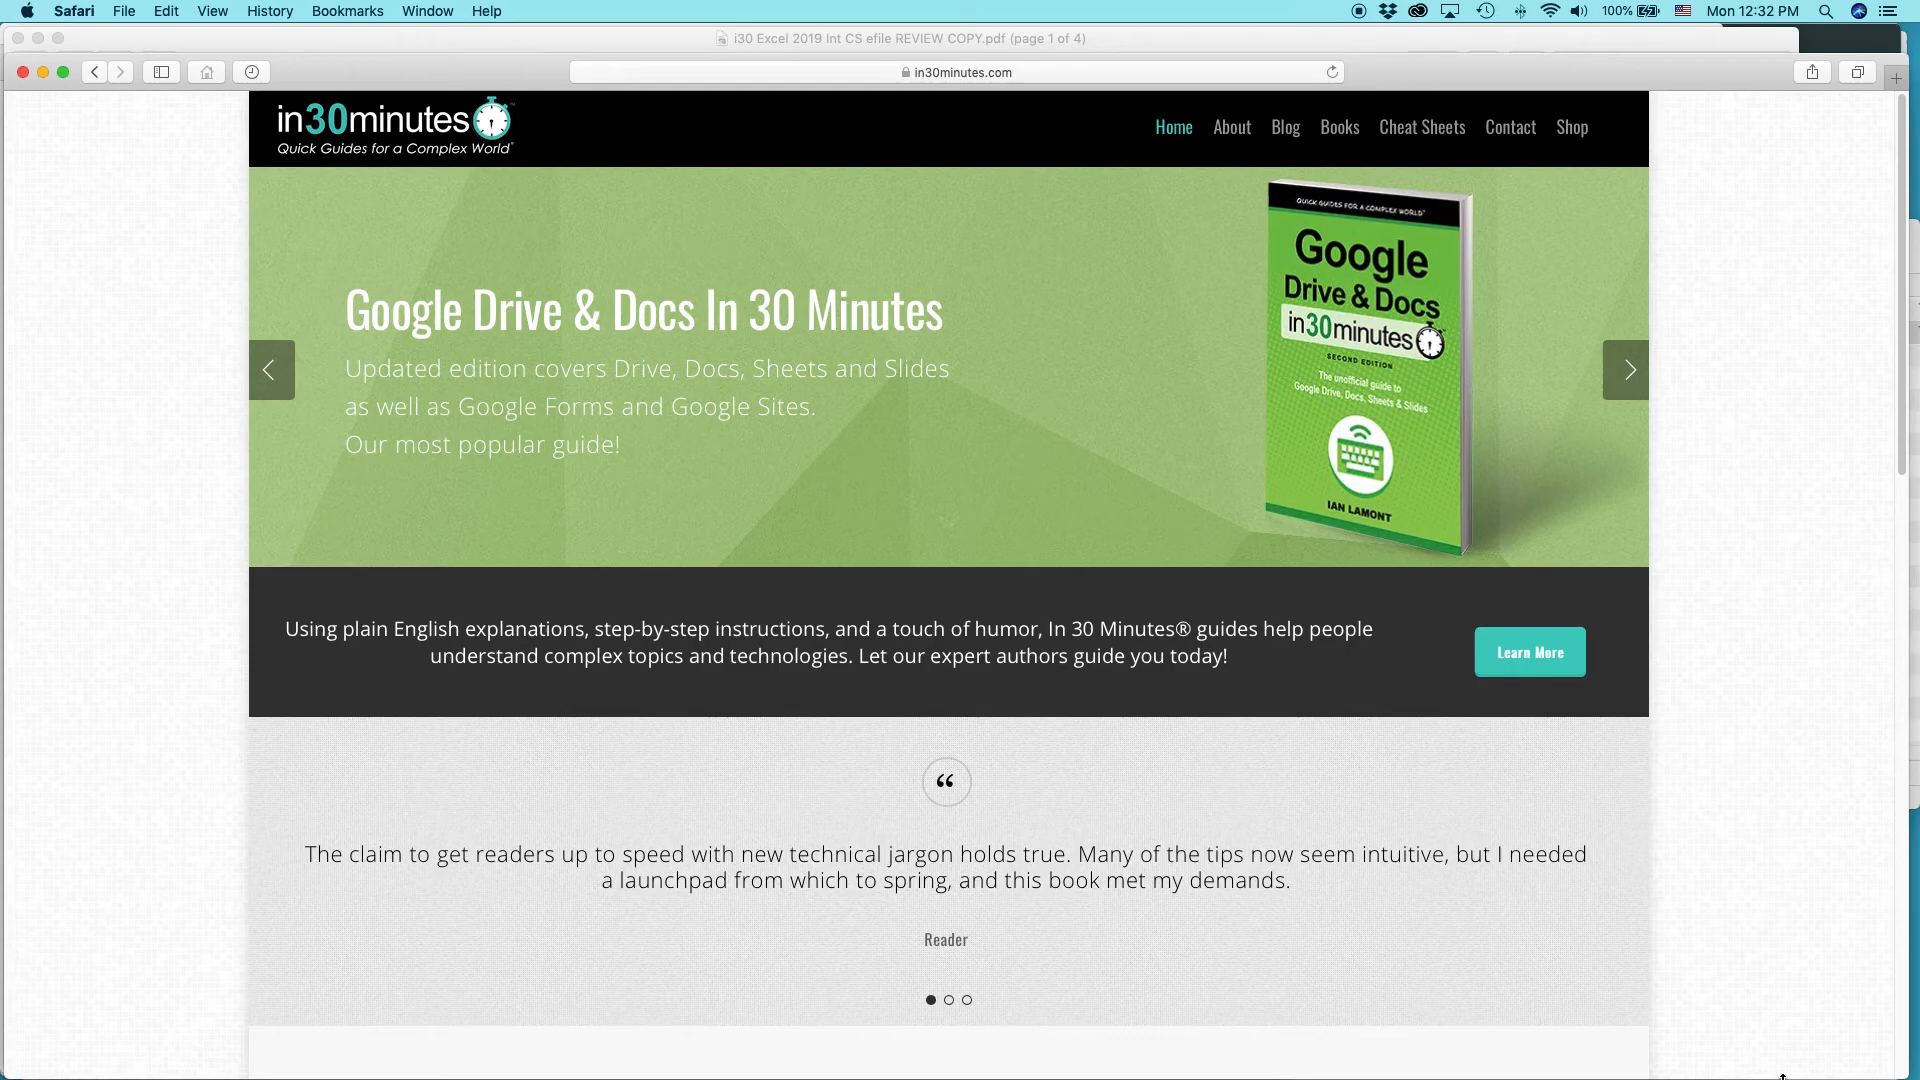 Safari File Edit View History Bookmarks Window Help 100% Mon 12:32 PM
i30 Excel 2019 Int CS efile REVIEW COPY.pdf (page 1 of 4)
in30minutes.com
in30minutes
Quick Guides for a Complex World®
Home About Blog Books Cheat Sheets Contact Shop
Google Drive & Docs In 30 Minutes
Updated edition covers Drive, Docs, Sheets and Slides
as well as Google Forms and Google Sites.
Our most popular guide!
QUICK GUIDES FOR A COMPLEX WORLD®
Google
Drive & Docs
in30minutes
SECOND EDITION
The unofficial guide to
Google Drive, Docs, Sheets & Slides
IAN LAMONT
Using plain English explanations, step-by-step instructions, and a touch of humor, In 30 Minutes® guides help people
understand complex topics and technologies. Let our expert authors guide you today!
Learn More
“
The claim to get readers up to speed with new technical jargon holds true. Many of the tips now seem intuitive, but I needed
a launchpad from which to spring, and this book met my demands.
Reader